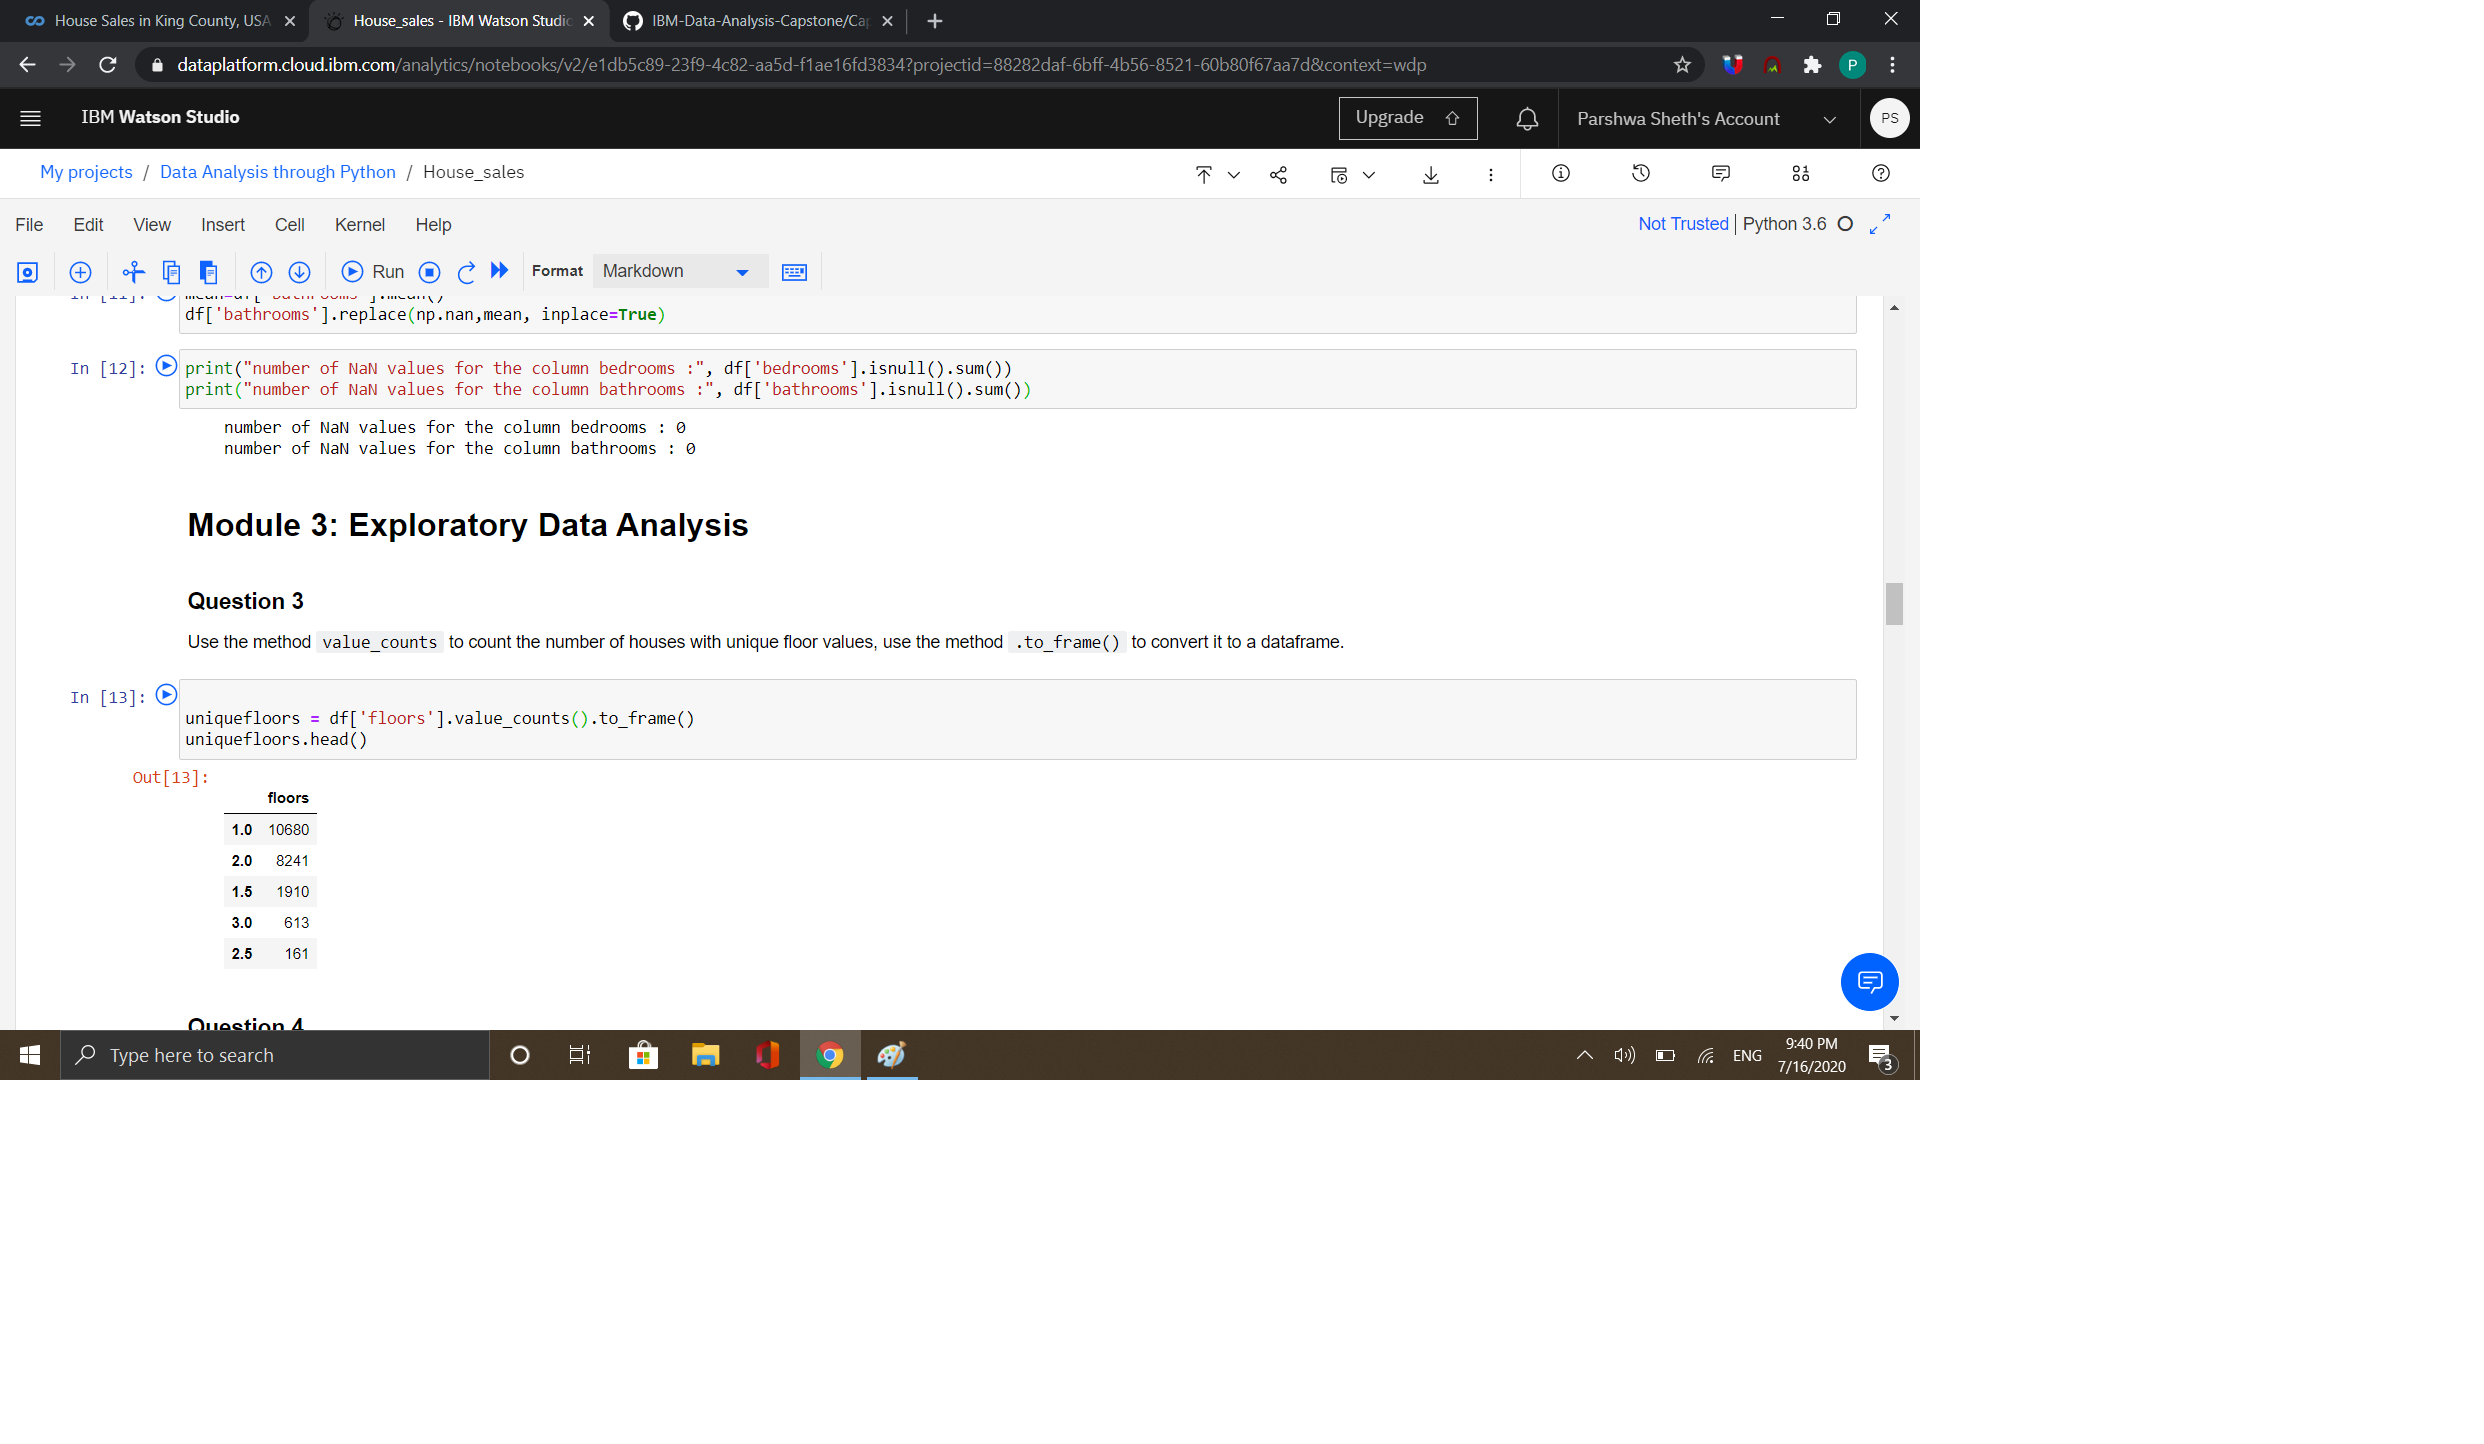 House Sales in King County, USA
House_sales - IBM Watson Studio
IBM-Data-Analysis-Capstone/Cap
dataplatform.cloud.ibm.com/analytics/notebooks/v2/e1db5c89-23f9-4c82-aa5d-f1ae16fd3834?projectid=88282daf-6bff-4b56-8521-60b80f67aa7d&context=wdp
P
IBM Watson Studio
Upgrade
Parshwa Sheth's Account
PS
My projects / Data Analysis through Python / House_sales
File Edit View Insert Cell Kernel Help
Not Trusted | Python 3.6
Run
Format
Markdown
In [11]: mean=df['bathrooms'].mean()
df['bathrooms'].replace(np.nan,mean, inplace=True)
In [12]: print("number of NaN values for the column bedrooms :", df['bedrooms'].isnull().sum())
print("number of NaN values for the column bathrooms :", df['bathrooms'].isnull().sum())
number of NaN values for the column bedrooms : 0
number of NaN values for the column bathrooms : 0
Module 3: Exploratory Data Analysis
Question 3
Use the method value_counts to count the number of houses with unique floor values, use the method .to_frame() to convert it to a dataframe.
In [13]:
uniquefloors = df['floors'].value_counts().to_frame()
uniquefloors.head()
Out[13]:
floors
1.0 10680
2.0 8241
1.5 1910
3.0 613
2.5 161
Question 4
Type here to search
ENG
9:40 PM
7/16/2020
3